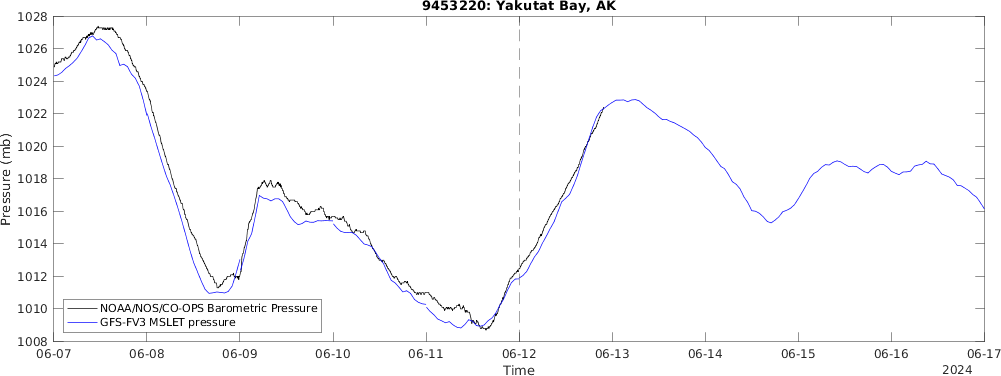 9453220: Yakutat Bay, AK
Pressure (mb)
1028
1026
1024
1022
1020
1018
1016
1014
1012
1010
1008
NOAA/NOS/CO-OPS Barometric Pressure
GFS-FV3 MSLET pressure
06-07 06-08 06-09 06-10 06-11 06-12 06-13 06-14 06-15 06-16 06-17
Time
2024